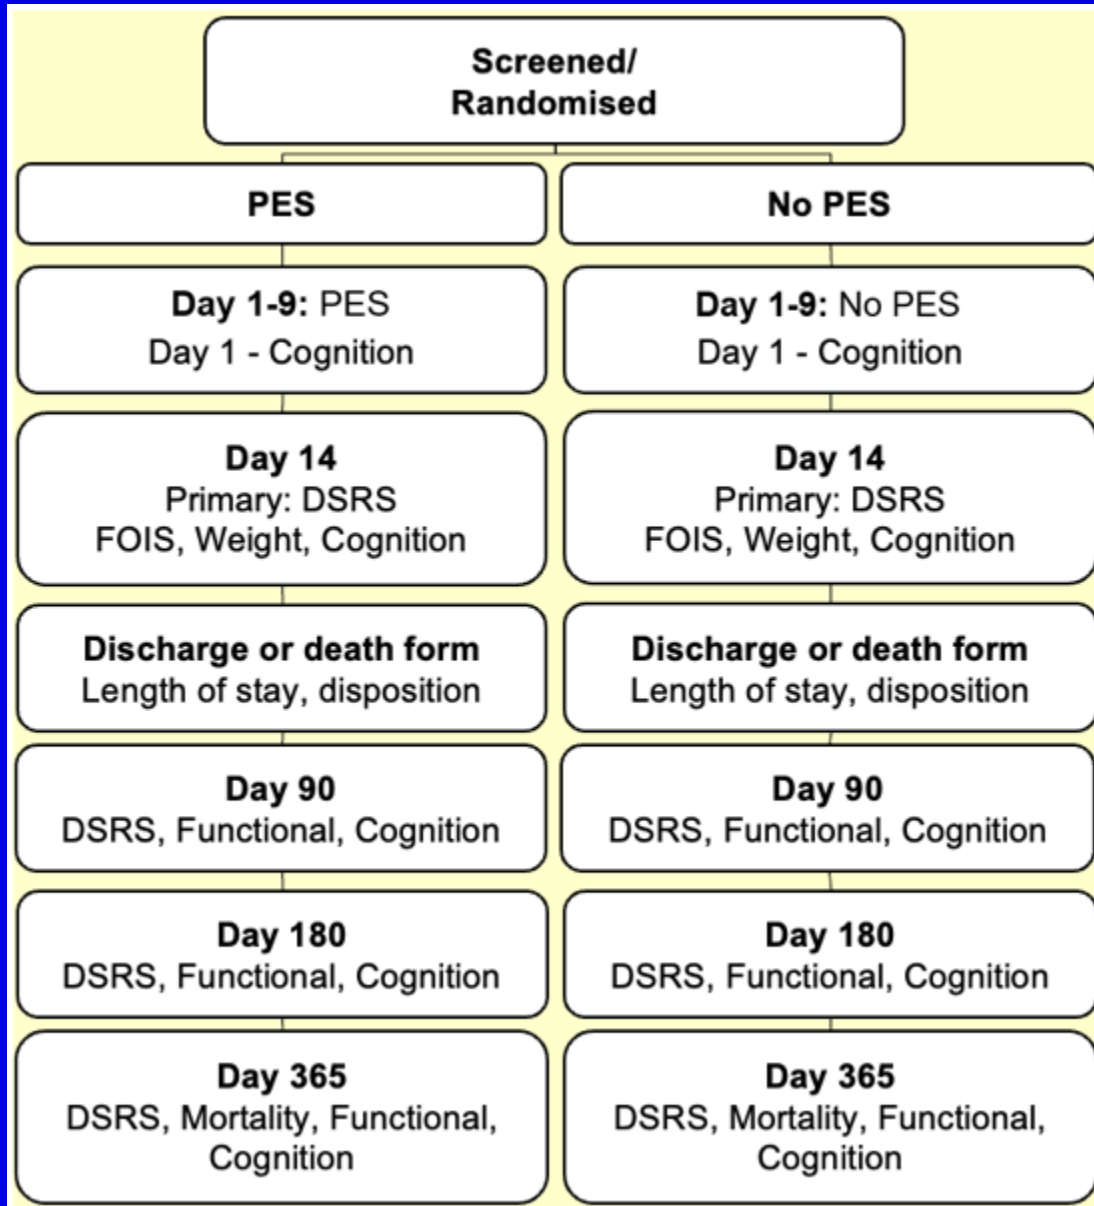 Screened/
Randomised
PES
No PES
Day 1-9: PES
Day 1 - Cognition
Day 1-9: No PES
Day 1 - Cognition
Day 14
Primary: DSRS
FOIS, Weight, Cognition
Day 14
Primary: DSRS
FOIS, Weight, Cognition
Discharge or death form
Length of stay, disposition
Discharge or death form
Length of stay, disposition
Day 90
DSRS, Functional, Cognition
Day 90
DSRS, Functional, Cognition
Day 180
DSRS, Functional, Cognition
Day 180
DSRS, Functional, Cognition
Day 365
DSRS, Mortality, Functional,
Cognition
Day 365
DSRS, Mortality, Functional,
Cognition